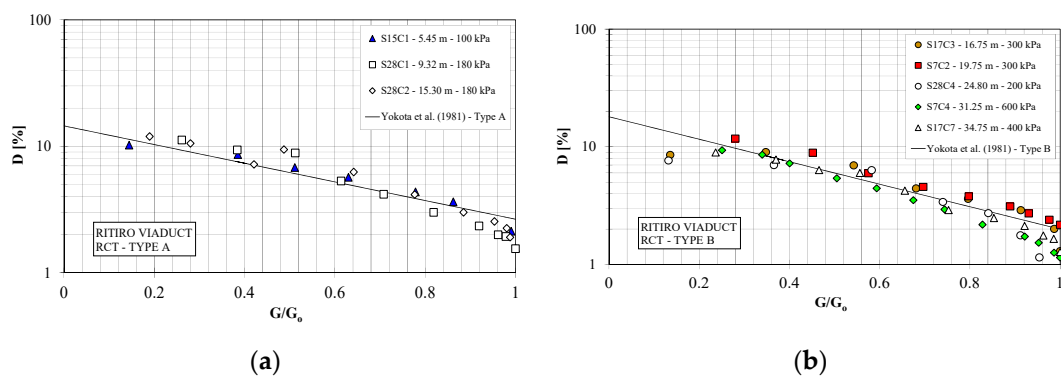 100
10
1
D [%]
S15C1 - 5.45 m - 100 kPa
S28C1 - 9.32 m - 180 kPa
S28C2 - 15.30 m - 180 kPa
Yokota et al. (1981) - Type A
RITIRO VIADUCT
RCT - TYPE A
0 0.2 0.4 0.6 0.8 1
G/Go
(a)
100
10
1
D [%]
S17C3 - 16.75 m - 300 kPa
S7C2 - 19.75 m - 300 kPa
S28C4 - 24.80 m - 200 kPa
S7C4 - 31.25 m - 600 kPa
S17C7 - 34.75 m - 400 kPa
Yokota et al. (1981) - Type B
RITIRO VIADUCT
RCT - TYPE B
0 0.2 0.4 0.6 0.8 1
G/Go
(b)